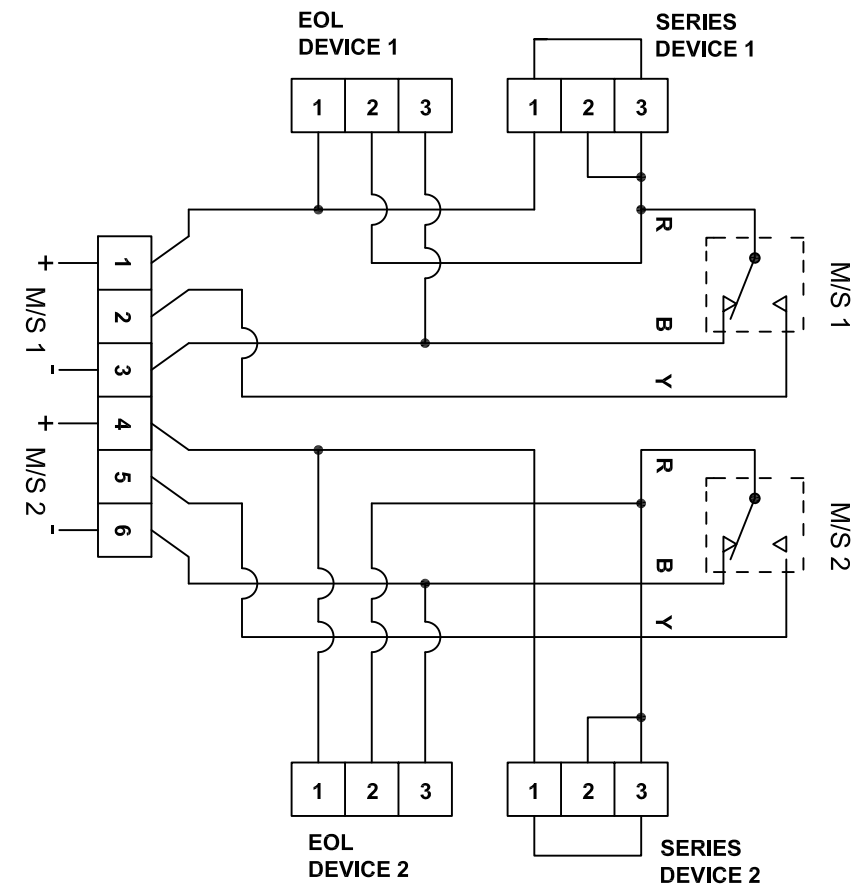 EOL
DEVICE 1
SERIES
DEVICE 1
1 2 3
1 2 3
R
+ 1
M/S 1
2
B
M/S 1
- 3
Y
+ 4
M/S 2
5
R
- 6
B
M/S 2
Y
1 2 3
1 2 3
EOL
DEVICE 2
SERIES
DEVICE 2